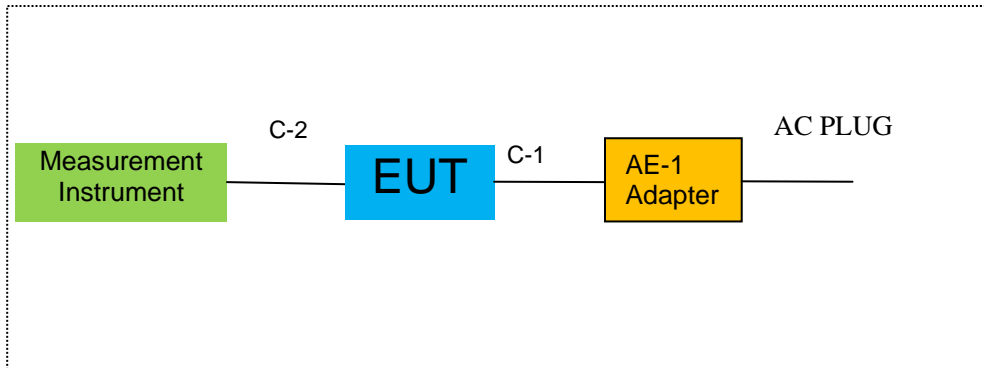 C-2
AC PLUG
Measurement
Instrument
EUT
C-1
AE-1
Adapter